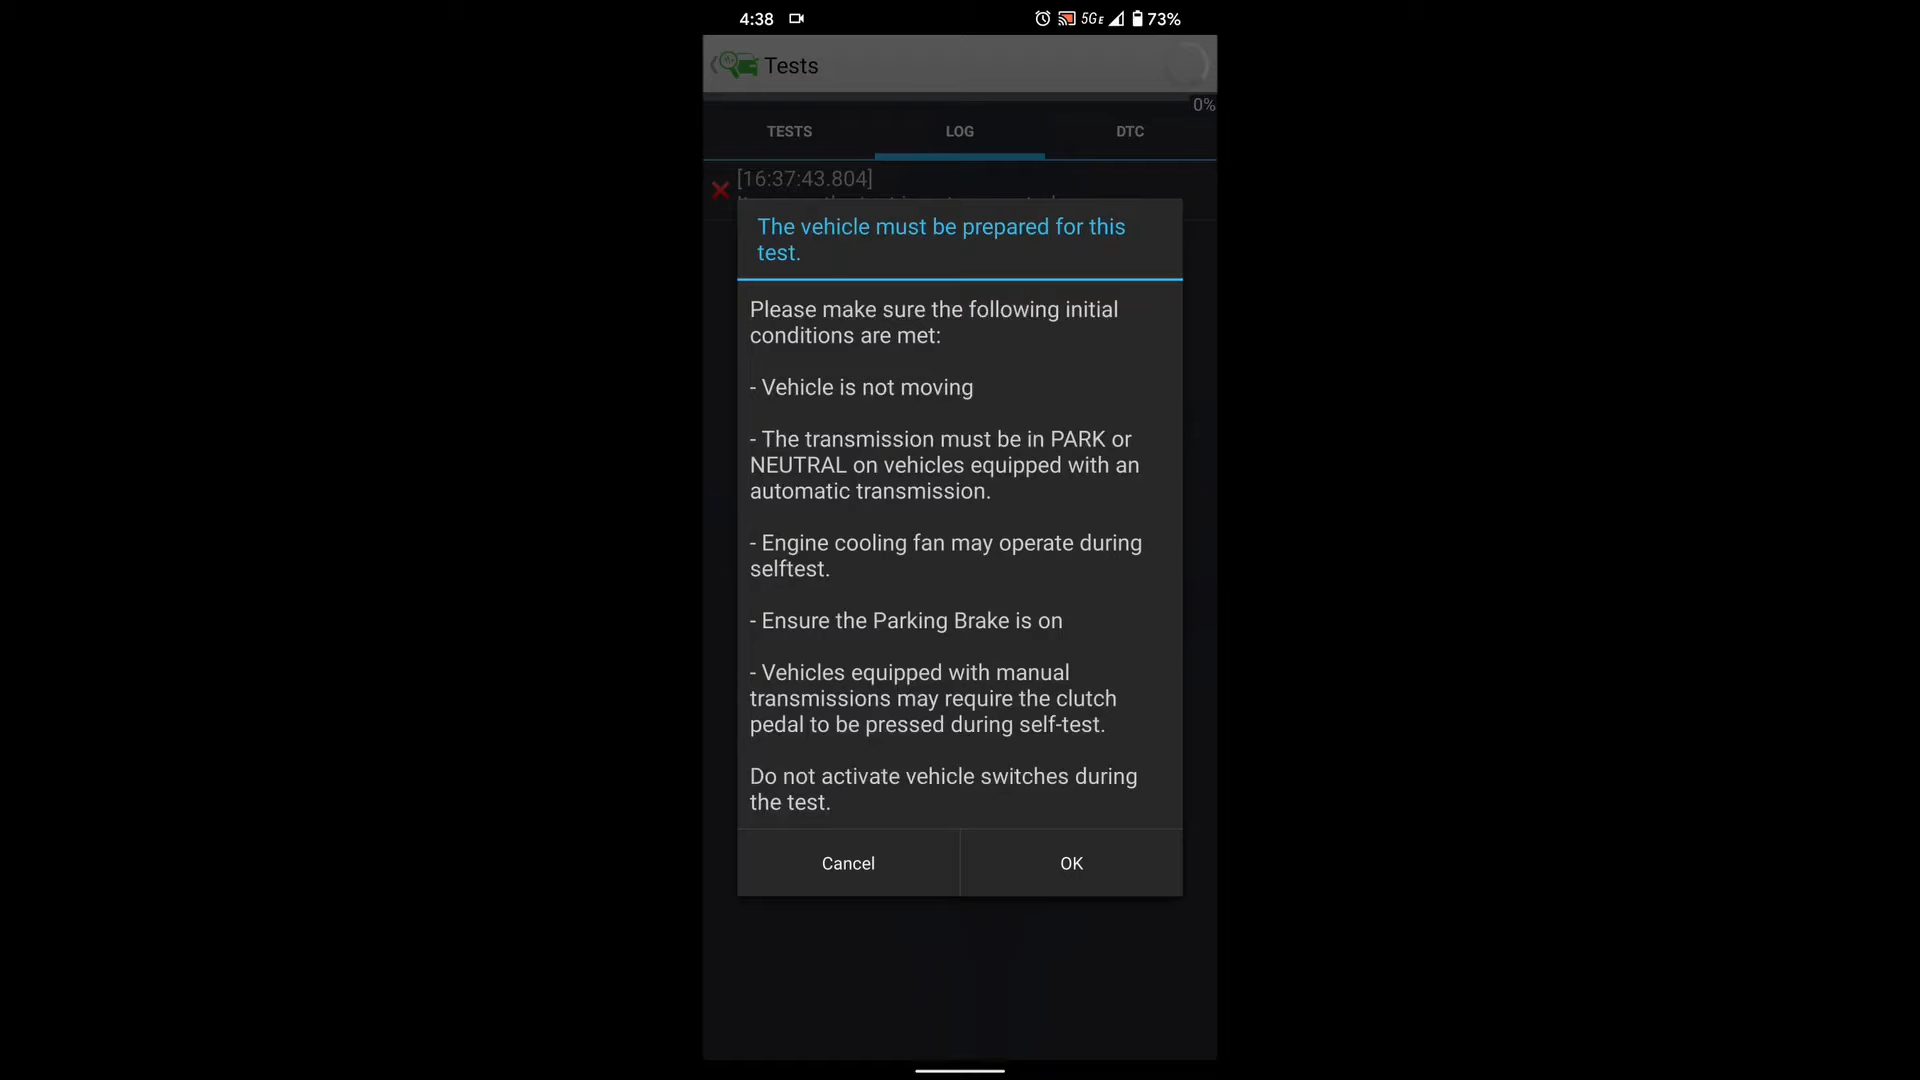 4:38
5GE
73%
Tests
0%
TESTS
LOG
DTC
[16:37:43.804]
The vehicle must be prepared for this
test.
Please make sure the following initial
conditions are met:
- Vehicle is not moving
- The transmission must be in PARK or
NEUTRAL on vehicles equipped with an
automatic transmission.
- Engine cooling fan may operate during
selftest.
- Ensure the Parking Brake is on
- Vehicles equipped with manual
transmissions may require the clutch
pedal to be pressed during self-test.
Do not activate vehicle switches during
the test.
Cancel
OK